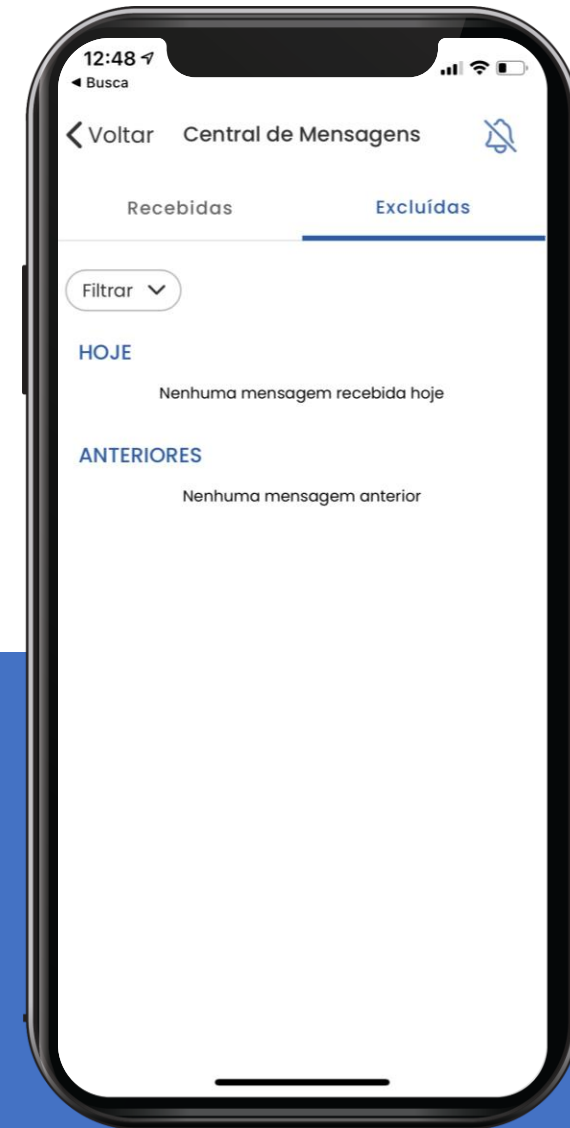 12:48
◀ Busca
Voltar Central de Mensagens
Recebidas Excluídas
Filtrar
HOJE
Nenhuma mensagem recebida hoje
ANTERIORES
Nenhuma mensagem anterior